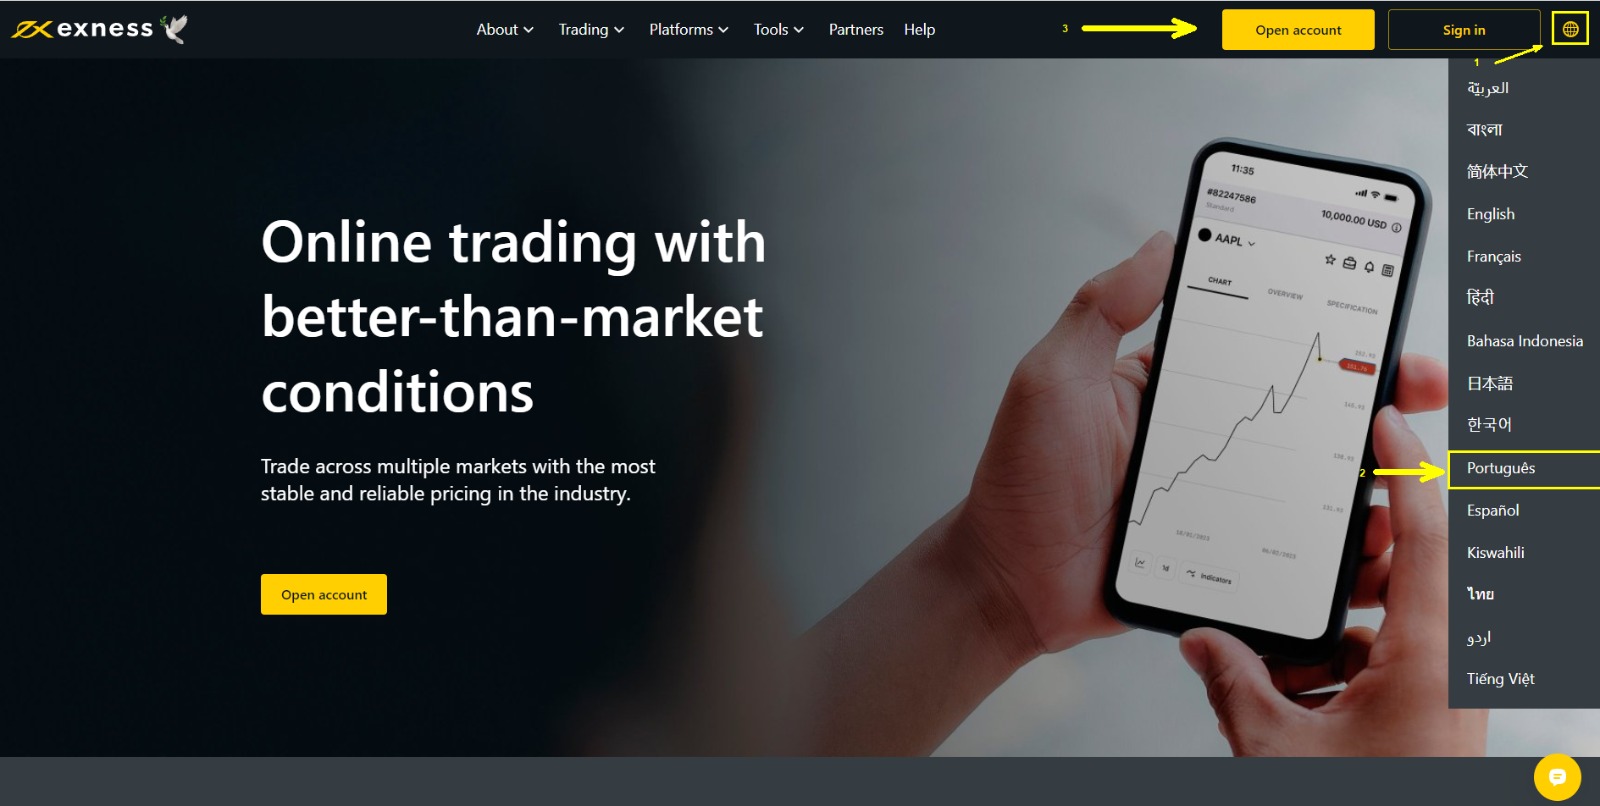 exness
About
Trading
Platforms
Tools
Partners
Help
3
Open account
Sign in
1
العربيّة
বাংলা
简体中文
English
Français
हिंदी
Bahasa Indonesia
日本語
한국어
2
Português
Español
Kiswahili
ไทย
اردو
Tiếng Việt
Online trading with
better-than-market
conditions
Trade across multiple markets with the most
stable and reliable pricing in the industry.
Open account
11:35
#82247586
Standard
10,000.00 USD
AAPL
CHART
OVERVIEW
SPECIFICATION
1d
Indicators